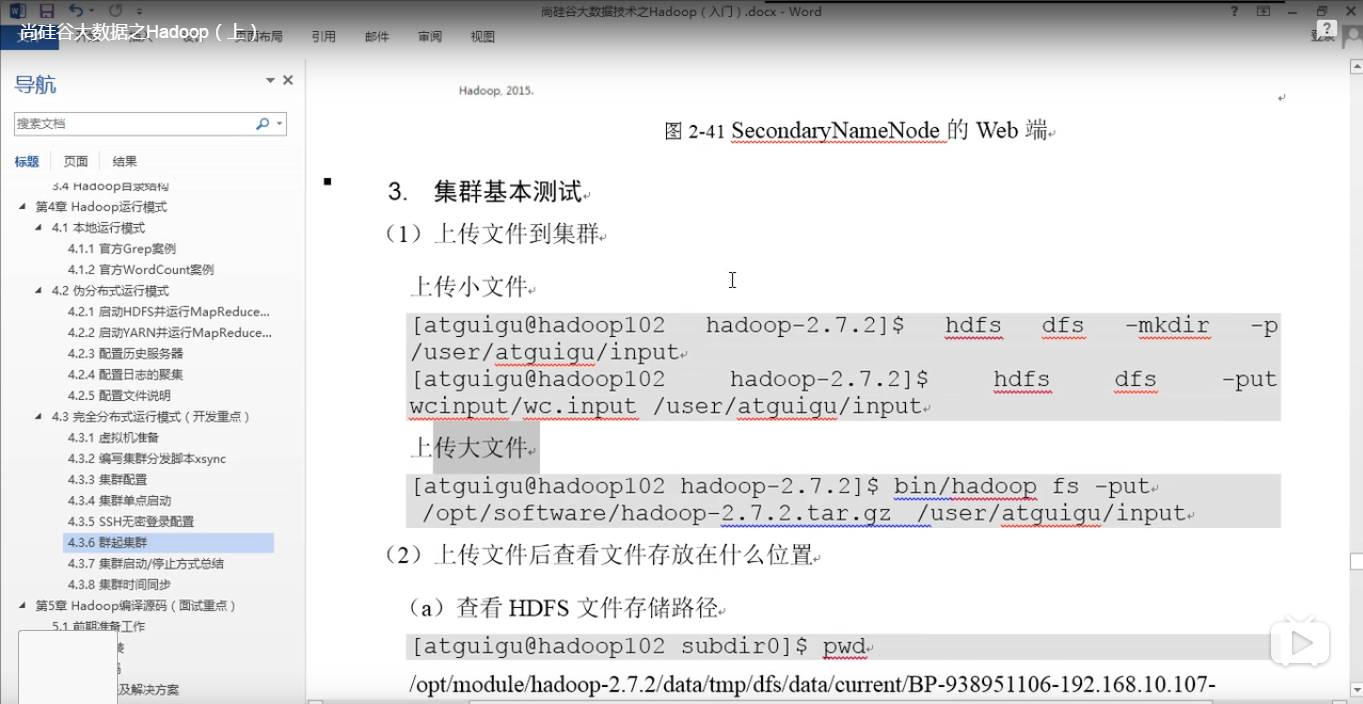 尚硅谷大数据技术之Hadoop（入门）.docx - Word
尚硅谷大数据之Hadoop（上）
页面布局 引用 邮件 审阅 视图
登录
导航
搜索文档
标题 页面 结果
3.4 Hadoop目录结构
第4章 Hadoop运行模式
4.1 本地运行模式
4.1.1 官方Grep案例
4.1.2 官方WordCount案例
4.2 伪分布式运行模式
4.2.1 启动HDFS并运行MapReduce...
4.2.2 启动YARN并运行MapReduce...
4.2.3 配置历史服务器
4.2.4 配置日志的聚集
4.2.5 配置文件说明
4.3 完全分布式运行模式（开发重点）
4.3.1 虚拟机准备
4.3.2 编写集群分发脚本xsync
4.3.3 集群配置
4.3.4 集群单点启动
4.3.5 SSH无密登录配置
4.3.6 群起集群
4.3.7 集群启动/停止方式总结
4.3.8 集群时间同步
第5章 Hadoop编译源码（面试重点）
5.1 前期准备工作
及解决方案
Hadoop, 2015.
图 2-41 SecondaryNameNode 的 Web 端
3. 集群基本测试
（1）上传文件到集群
上传小文件
[atguigu@hadoop102 hadoop-2.7.2]$ hdfs dfs -mkdir -p
/user/atguigu/input
[atguigu@hadoop102 hadoop-2.7.2]$ hdfs dfs -put
wcinput/wc.input /user/atguigu/input
上传大文件
[atguigu@hadoop102 hadoop-2.7.2]$ bin/hadoop fs -put
/opt/software/hadoop-2.7.2.tar.gz /user/atguigu/input
（2）上传文件后查看文件存放在什么位置
（a）查看 HDFS 文件存储路径
[atguigu@hadoop102 subdir0]$ pwd
/opt/module/hadoop-2.7.2/data/tmp/dfs/data/current/BP-938951106-192.168.10.107-